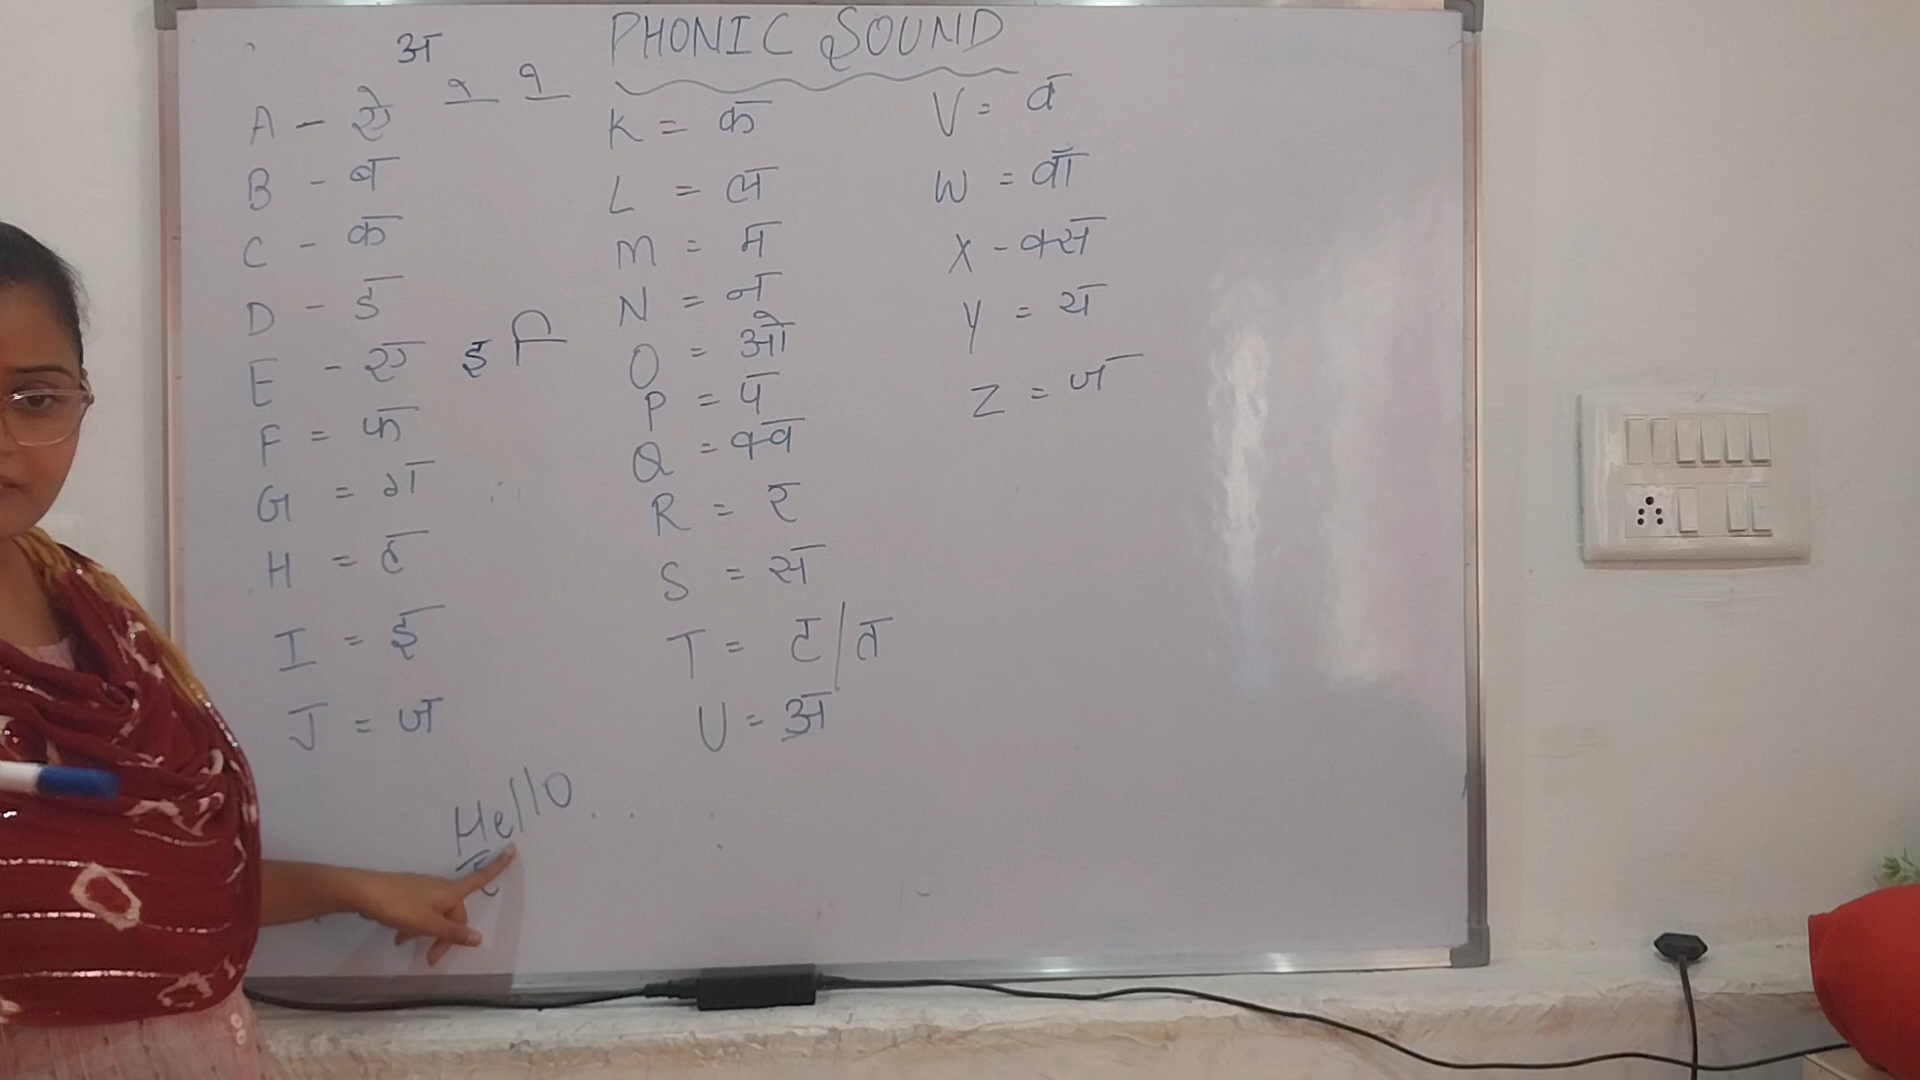 PHONIC SOUND
अ
A - ऐ
B - ब
C - क
D - ड
E - ए इ ि
F = फ
G = ग
H = ह
I = ई
J = ज
K = क
L = ल
M = म
N = न
O = ओ
P = प
Q = क्व
R = र
S = स
T = ट/त
U = अ
V = व
W = वॉ
X - क्स
Y = य
Z = ज
Hello